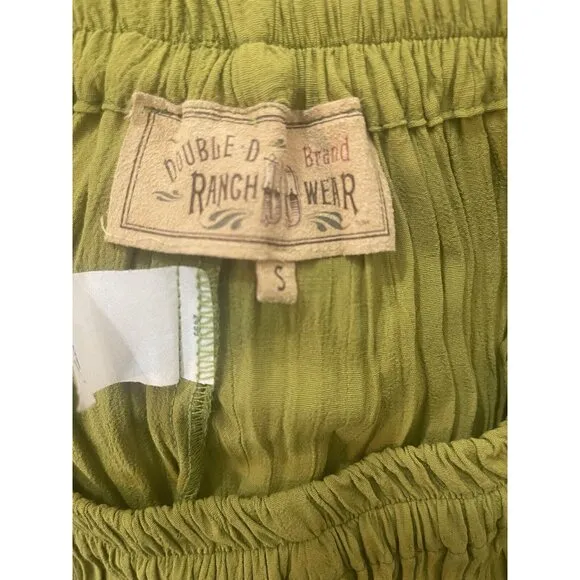 DOUBLE-D
Brand
RANCH WEAR
S